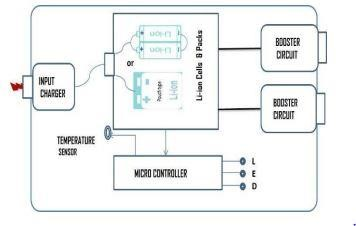 INPUT
CHARGER
Li-ion
Li-ion
or
Pouch type
Li-Ion
Li-ion Cells & Packs
BOOSTER
CIRCUIT
BOOSTER
CIRCUIT
TEMPERATURE
SENSOR
MICRO CONTROLLER
L
E
D